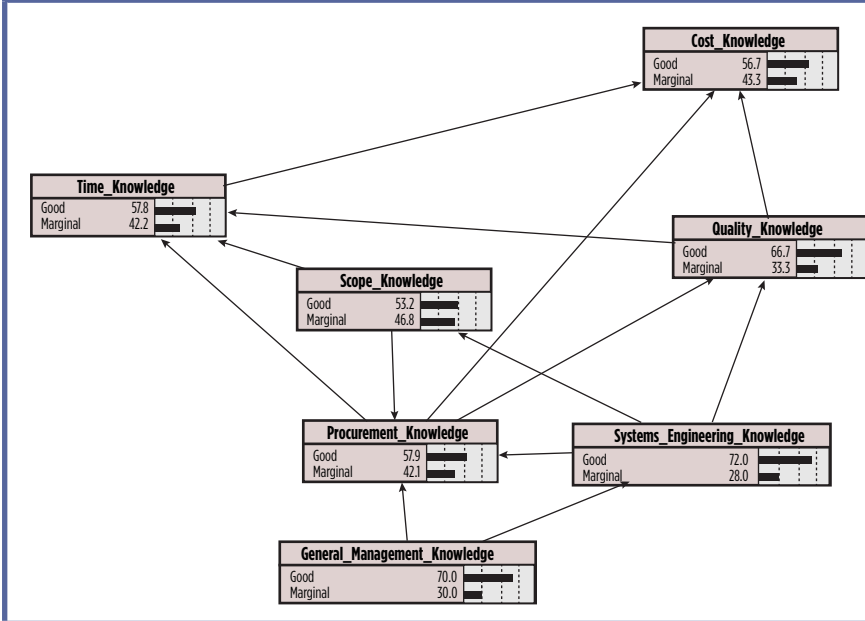 Cost_Knowledge
Good 56.7
Marginal 43.3
Time_Knowledge
Good 57.8
Marginal 42.2
Quality_Knowledge
Good 66.7
Marginal 33.3
Scope_Knowledge
Good 53.2
Marginal 46.8
Procurement_Knowledge
Good 57.9
Marginal 42.1
Systems_Engineering_Knowledge
Good 72.0
Marginal 28.0
General_Management_Knowledge
Good 70.0
Marginal 30.0